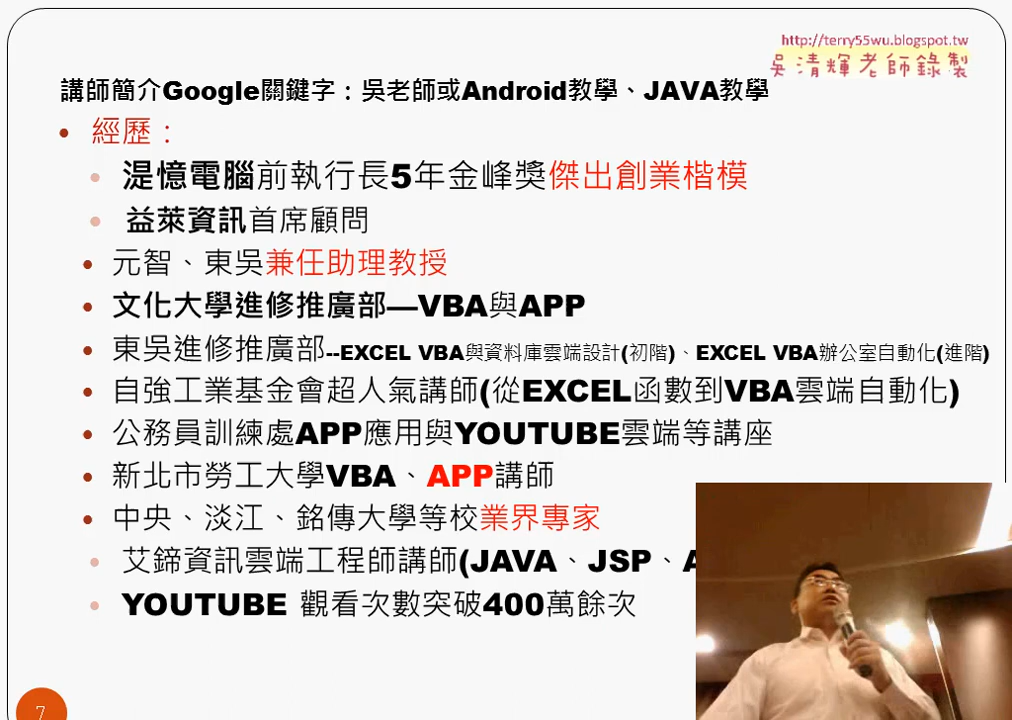 http://terry55wu.blogspot.tw
吳清輝老師錄製
講師簡介Google關鍵字：吳老師或Android教學、JAVA教學
• 經歷：
• 湜憶電腦前執行長5年金峰獎傑出創業楷模
• 益萊資訊首席顧問
• 元智、東吳兼任助理教授
• 文化大學進修推廣部—VBA與APP
• 東吳進修推廣部--EXCEL VBA與資料庫雲端設計(初階)、EXCEL VBA辦公室自動化(進階)
• 自強工業基金會超人氣講師(從EXCEL函數到VBA雲端自動化)
• 公務員訓練處APP應用與YOUTUBE雲端等講座
• 新北市勞工大學VBA、APP講師
• 中央、淡江、銘傳大學等校業界專家
• 艾鍗資訊雲端工程師講師(JAVA、JSP、
• YOUTUBE 觀看次數突破400萬餘次
7